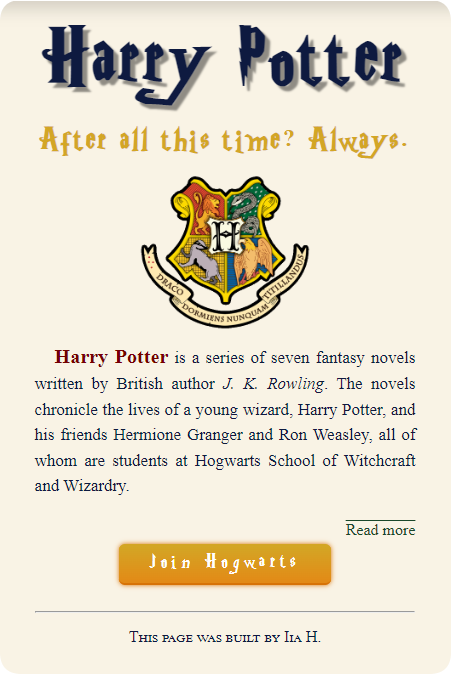 Harry Potter
After all this time? Always.
H
DRACO DORMIENS NUNQUAM TITILLANDUS
Harry Potter is a series of seven fantasy novels
written by British author J. K. Rowling. The novels
chronicle the lives of a young wizard, Harry Potter, and
his friends Hermione Granger and Ron Weasley, all of
whom are students at Hogwarts School of Witchcraft
and Wizardry.
Read more
Join Hogwarts
This page was built by Iia H.